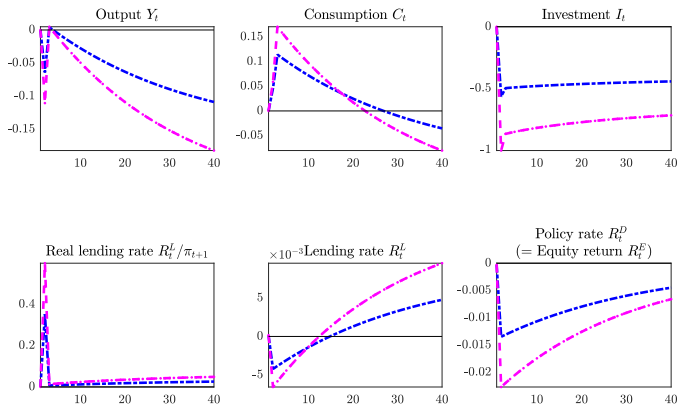 Output Y_t
Consumption C_t
Investment I_t
0
-0.05
-0.1
-0.15
10 20 30 40
0.15
0.1
0.05
0
-0.05
10 20 30 40
0
-0.5
-1
10 20 30 40
Real lending rate R_t^L/π_{t+1}
×10⁻³ Lending rate R_t^L
Policy rate R_t^D
(= Equity return R_t^E)
0.4
0.2
0
10 20 30 40
5
0
-5
10 20 30 40
0
-0.005
-0.01
-0.015
-0.02
10 20 30 40